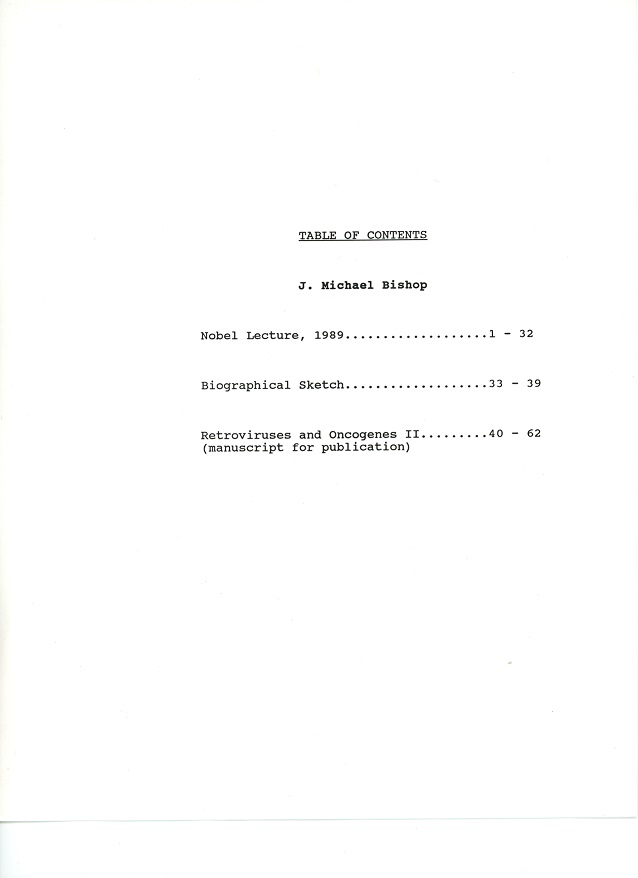 TABLE OF CONTENTS
J. Michael Bishop
Nobel Lecture, 1989...................1 - 32
Biographical Sketch...................33 - 39
Retroviruses and Oncogenes II.........40 - 62
(manuscript for publication)